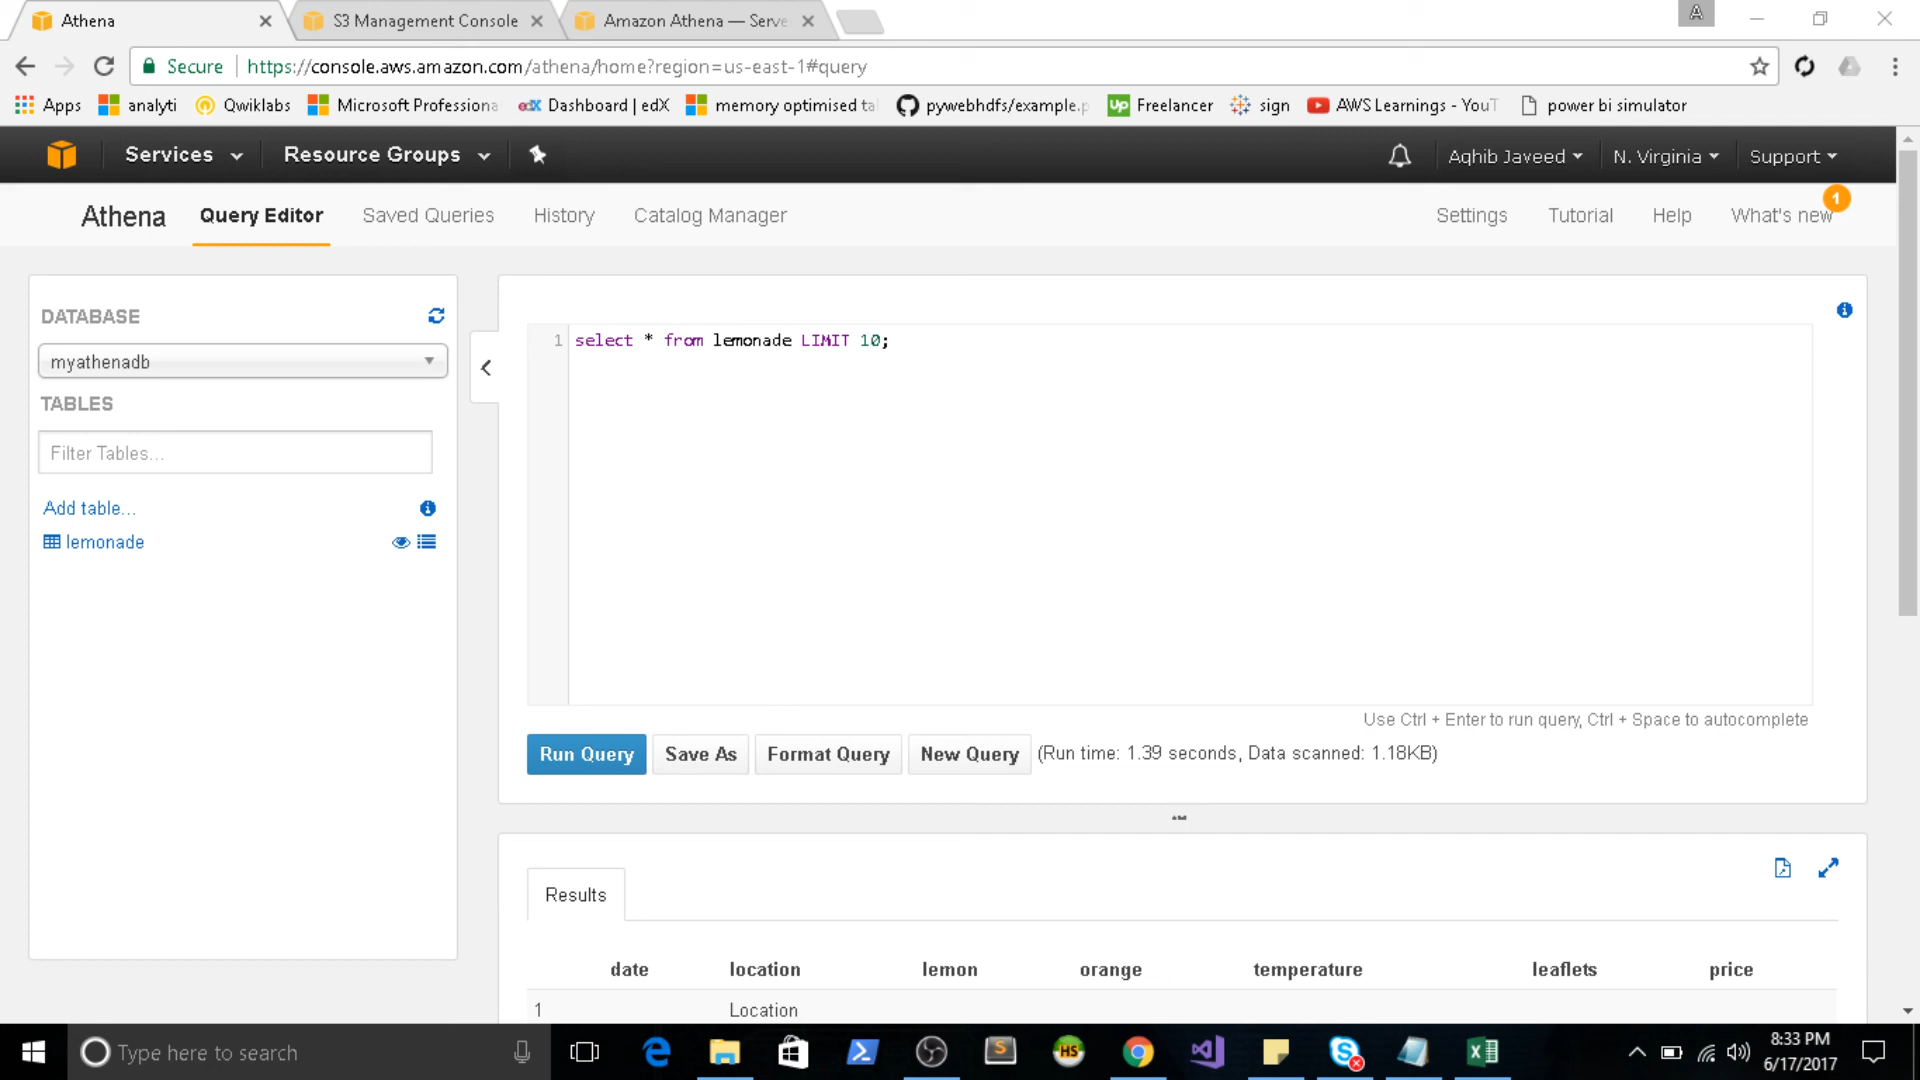 Athena
S3 Management Console
Amazon Athena — Serve
A
Secure
https://console.aws.amazon.com/athena/home?region=us-east-1#query
Apps
analyti
Qwiklabs
Microsoft Professiona
edX Dashboard | edX
memory optimised ta
pywebhdfs/example.p
Up Freelancer
sign
AWS Learnings - YouT
power bi simulator
Services
Resource Groups
Aqhib Javeed
N. Virginia
Support
Athena
Query Editor
Saved Queries
History
Catalog Manager
Settings
Tutorial
Help
What's new
1
DATABASE
myathenadb
TABLES
Filter Tables...
Add table...
lemonade
1 select * from lemonade LIMIT 10;
Use Ctrl + Enter to run query, Ctrl + Space to autocomplete
Run Query
Save As
Format Query
New Query
(Run time: 1.39 seconds, Data scanned: 1.18KB)
Results
date location lemon orange temperature leaflets price
1 Location
Type here to search
HS
8:33 PM
6/17/2017